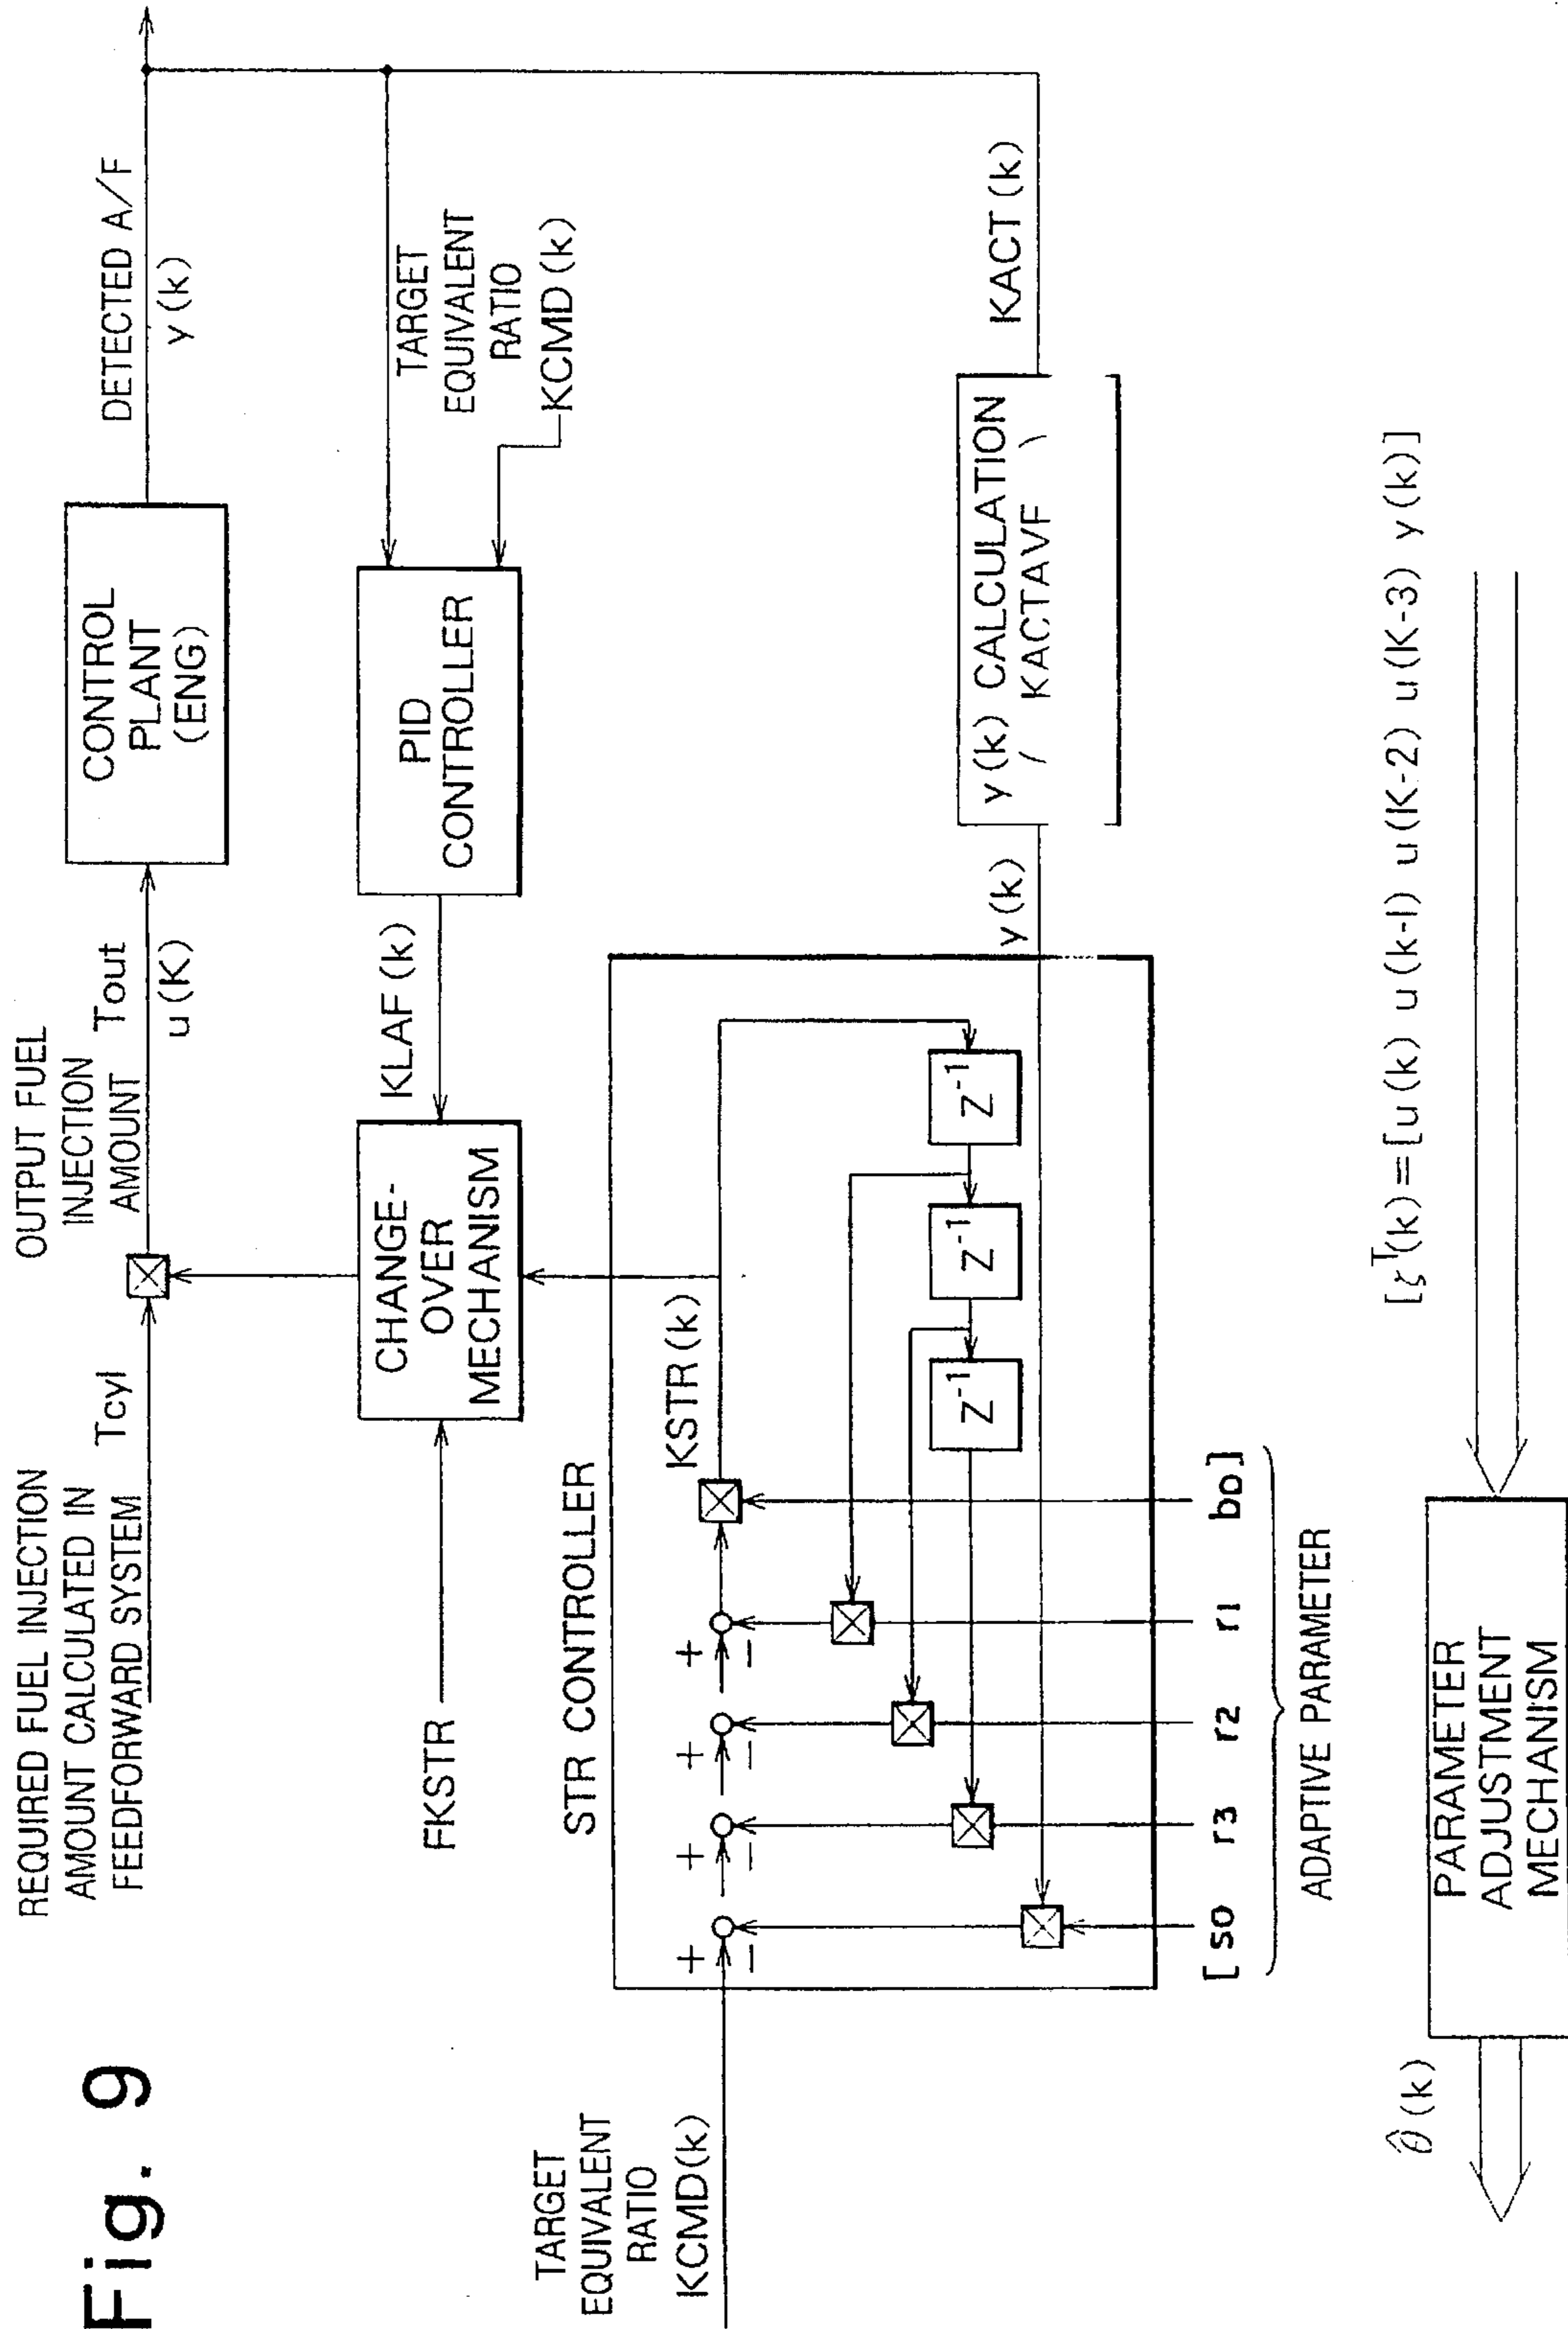 Fig. 9
REQUIRED FUEL INJECTION
AMOUNT CALCULATED IN
FEEDFORWARD SYSTEM Tcyl
OUTPUT FUEL
INJECTION
AMOUNT Tout
u(K)
CONTROL
PLANT
(ENG)
DETECTED A/F
y(k)
FKSTR
CHANGE-
OVER
MECHANISM
KLAF(k)
PID
CONTROLLER
TARGET
EQUIVALENT
RATIO
KCMD(k)
TARGET
EQUIVALENT
RATIO
KCMD(k)
STR CONTROLLER
+
−
+
−
+
−
+
−
KSTR(k)
Z⁻¹
Z⁻¹
Z⁻¹
y(k)
y(k) CALCULATION
( KACTAVF )
KACT(k)
[so r3 r2 r1 bo]
ADAPTIVE PARAMETER
[ζᵀ(k)=[u(k) u(k-1) u(K-2) u(K-3) y(k)]
θ̂(k)
PARAMETER
ADJUSTMENT
MECHANISM